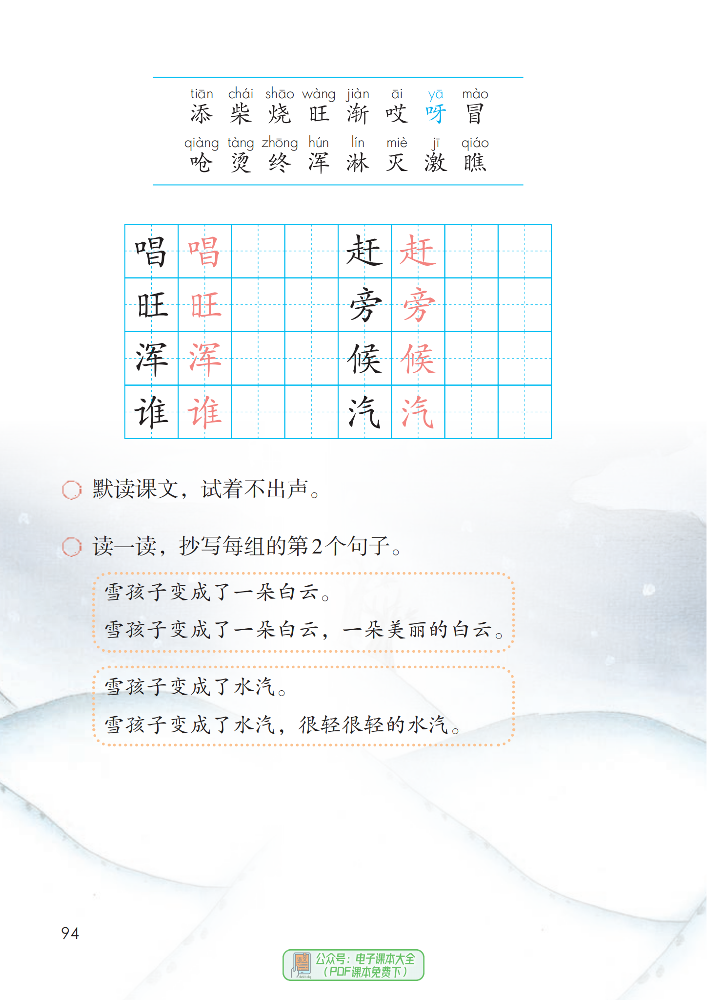 tiān chái shāo wàng jiàn āi yā mào
添 柴 烧 旺 渐 哎 呀 冒
qiàng tàng zhōng hún lín miè jī qiáo
呛 烫 终 浑 淋 灭 激 瞧
唱 唱 赶 赶
旺 旺 旁 旁
浑 浑 候 候
谁 谁 汽 汽
默读课文，试着不出声。
读一读，抄写每组的第2个句子。
雪孩子变成了一朵白云。
雪孩子变成了一朵白云，一朵美丽的白云。
雪孩子变成了水汽。
雪孩子变成了水汽，很轻很轻的水汽。
94
语文
dzkbdq
公众号：电子课本大全
（PDF课本免费下）